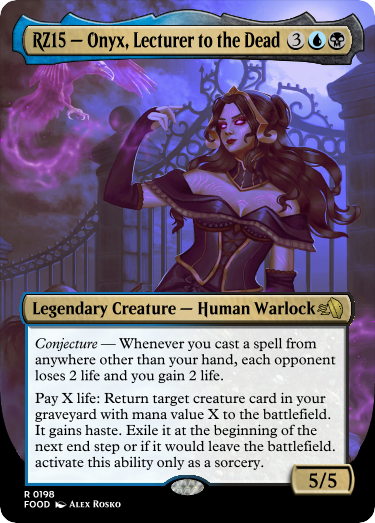 RZ15 — Onyx, Lecturer to the Dead 3
Legendary Creature — Human Warlock
Conjecture — Whenever you cast a spell from
anywhere other than your hand, each opponent
loses 2 life and you gain 2 life.
Pay X life: Return target creature card in your
graveyard with mana value X to the battlefield.
It gains haste. Exile it at the beginning of the
next end step or if it would leave the battlefield.
activate this ability only as a sorcery.
5/5
R 0198
FOOD Alex Rosko